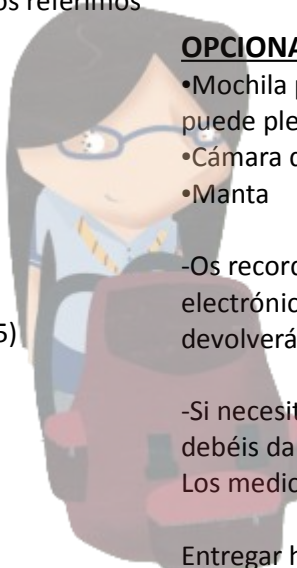 os referimos
OPCIONA
•Mochila
puede ple
•Cámara
•Manta
-Os record
electrónic
devolverá
5)
-Si necesit
debéis da
Los medic
Entregar